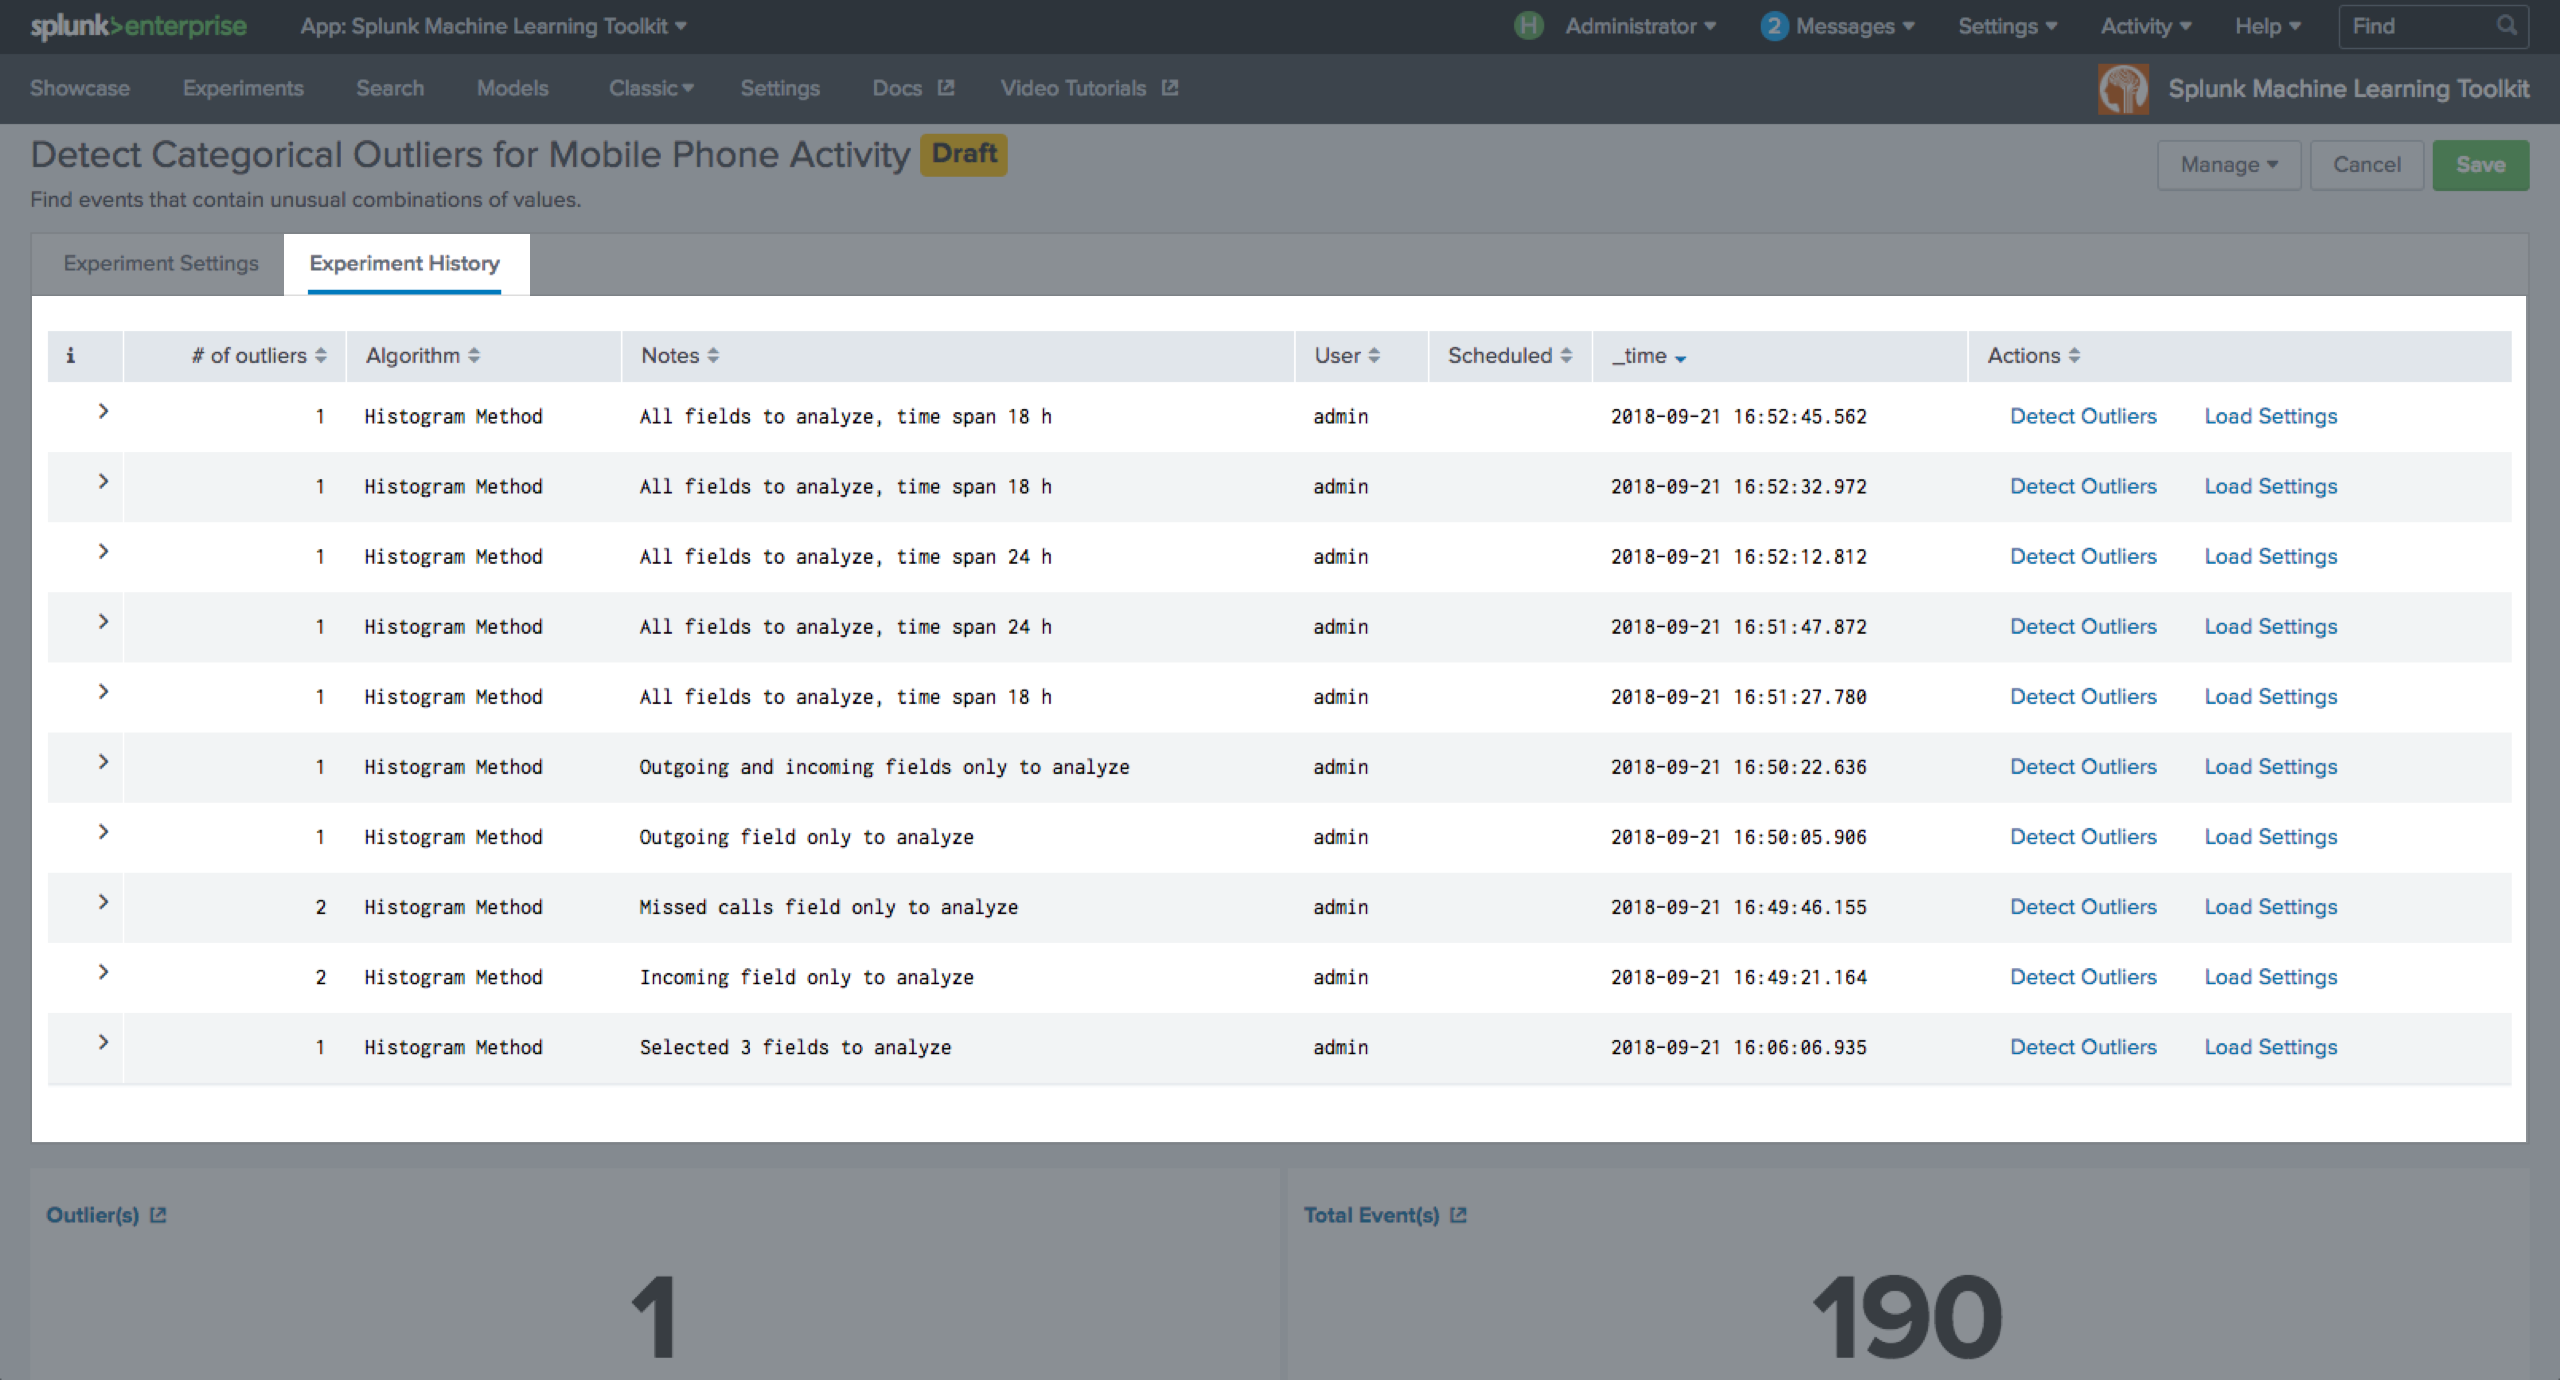 splunk>enterprise App: Splunk Machine Learning Toolkit H Administrator 2 Messages Settings Activity Help Find
Showcase Experiments Search Models Classic Settings Docs Video Tutorials Splunk Machine Learning Toolkit
Detect Categorical Outliers for Mobile Phone Activity Draft Manage Cancel Save
Find events that contain unusual combinations of values.
Experiment Settings Experiment History
i # of outliers Algorithm Notes User Scheduled _time Actions
1 Histogram Method All fields to analyze, time span 18 h admin 2018-09-21 16:52:45.562 Detect Outliers Load Settings
1 Histogram Method All fields to analyze, time span 18 h admin 2018-09-21 16:52:32.972 Detect Outliers Load Settings
1 Histogram Method All fields to analyze, time span 24 h admin 2018-09-21 16:52:12.812 Detect Outliers Load Settings
1 Histogram Method All fields to analyze, time span 24 h admin 2018-09-21 16:51:47.872 Detect Outliers Load Settings
1 Histogram Method All fields to analyze, time span 18 h admin 2018-09-21 16:51:27.780 Detect Outliers Load Settings
1 Histogram Method Outgoing and incoming fields only to analyze admin 2018-09-21 16:50:22.636 Detect Outliers Load Settings
1 Histogram Method Outgoing field only to analyze admin 2018-09-21 16:50:05.906 Detect Outliers Load Settings
2 Histogram Method Missed calls field only to analyze admin 2018-09-21 16:49:46.155 Detect Outliers Load Settings
2 Histogram Method Incoming field only to analyze admin 2018-09-21 16:49:21.164 Detect Outliers Load Settings
1 Histogram Method Selected 3 fields to analyze admin 2018-09-21 16:06:06.935 Detect Outliers Load Settings
Outlier(s) Total Event(s)
1 190